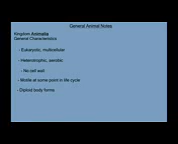 General Animal Notes
Kingdom Animalia
General Characteristics
- Eukaryotic, multicellular
- Heterotrophic, aerobic
- No cell wall
- Motile at some point in life cycle
- Diploid body forms